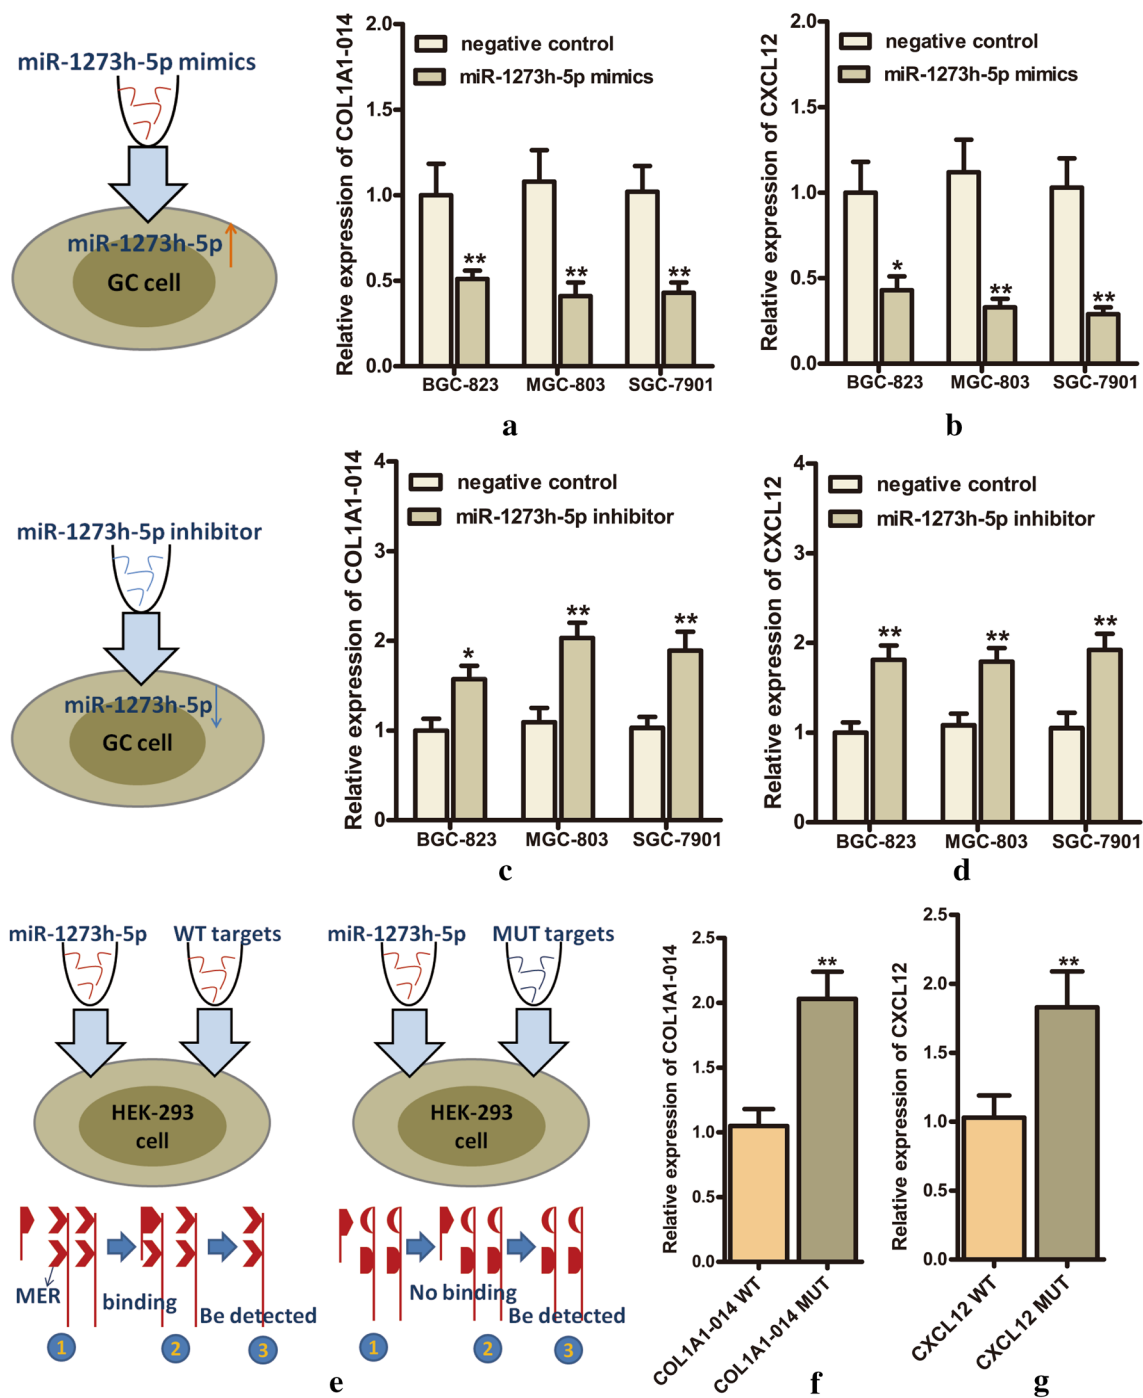 miR-1273h-5p mimics
miR-1273h-5p
GC cell
Relative expression of COL1A1-014
2.0
1.5
1.0
0.5
0.0
negative control
miR-1273h-5p mimics
**
**
**
BGC-823
MGC-803
SGC-7901
a
Relative expression of CXCL12
2.0
1.5
1.0
0.5
0.0
negative control
miR-1273h-5p mimics
*
**
**
BGC-823
MGC-803
SGC-7901
b
miR-1273h-5p inhibitor
miR-1273h-5p
GC cell
Relative expression of COL1A1-014
4
3
2
1
0
negative control
miR-1273h-5p inhibitor
*
**
**
BGC-823
MGC-803
SGC-7901
c
Relative expression of CXCL12
4
3
2
1
0
negative control
miR-1273h-5p inhibitor
**
**
**
BGC-823
MGC-803
SGC-7901
d
miR-1273h-5p
WT targets
HEK-293
cell
MER
binding
Be detected
1
2
3
miR-1273h-5p
MUT targets
HEK-293
cell
No binding
Be detected
1
2
3
e
Relative expression of COL1A1-014
2.5
2.0
1.5
1.0
0.5
0.0
**
COL1A1-014 WT
COL1A1-014 MUT
f
Relative expression of CXCL12
2.5
2.0
1.5
1.0
0.5
0.0
**
CXCL12 WT
CXCL12 MUT
g